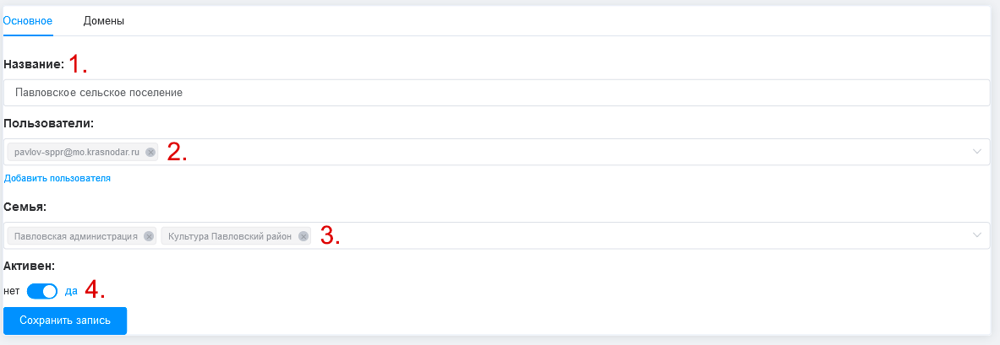 Основное Домены
Название: 1.
Павловское сельское поселение
Пользователи:
pavlov-sppr@mo.krasnodar.ru 2.
Добавить пользователя
Семья:
Павловская администрация Культура Павловский район 3.
Активен:
нет да 4.
Сохранить запись